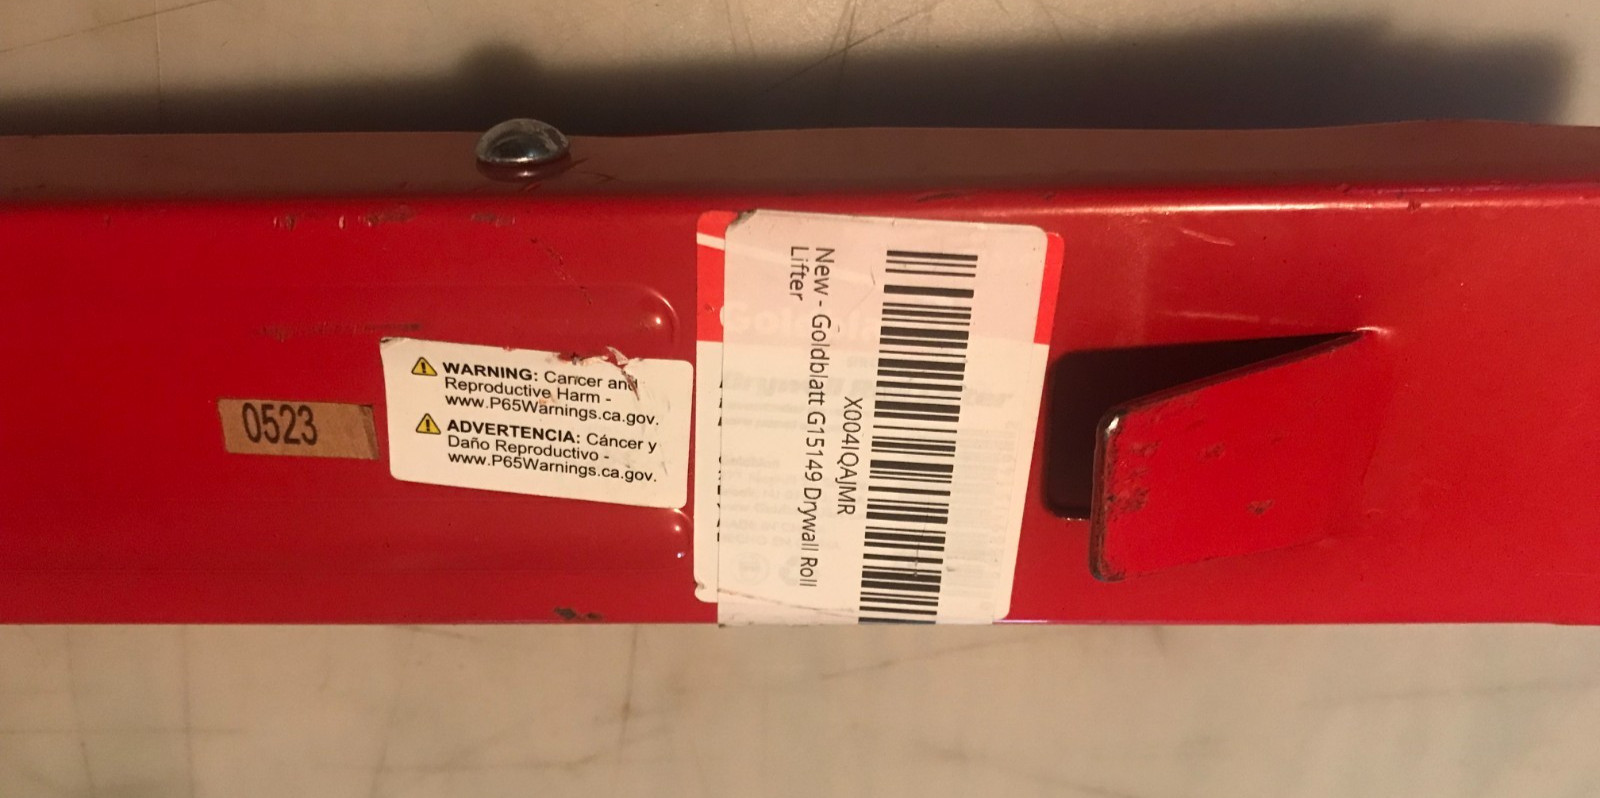 0523
WARNING: Cancer and
Reproductive Harm -
www.P65Warnings.ca.gov.
ADVERTENCIA: Cáncer y
Daño Reproductivo -
www.P65Warnings.ca.gov.
X004IQAJMR
New - Goldblatt G15149 Drywall Roll
Lifter